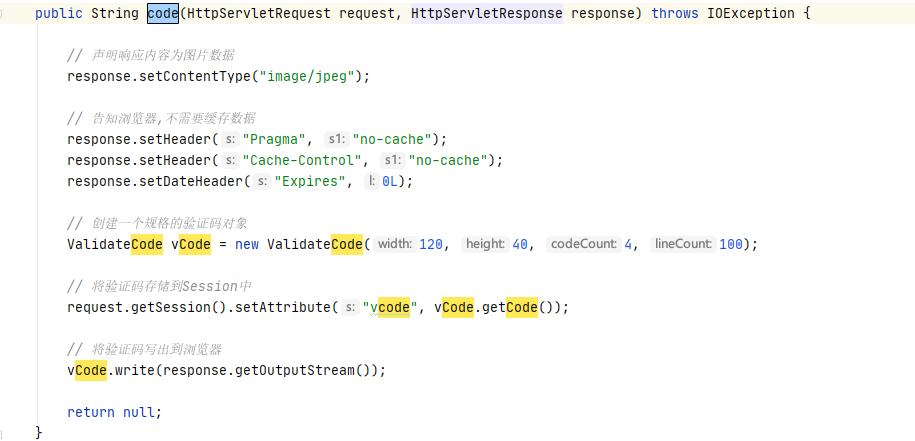 public String code(HttpServletRequest request, HttpServletResponse response) throws IOException {
// 声明响应内容为图片数据
response.setContentType("image/jpeg");
// 告知浏览器,不需要缓存数据
response.setHeader( s: "Pragma", s1: "no-cache");
response.setHeader( s: "Cache-Control", s1: "no-cache");
response.setDateHeader( s: "Expires", l: 0L);
// 创建一个规格的验证码对象
ValidateCode vCode = new ValidateCode( width: 120, height: 40, codeCount: 4, lineCount: 100);
// 将验证码存储到Session中
request.getSession().setAttribute( s: "vcode", vCode.getCode());
// 将验证码写出到浏览器
vCode.write(response.getOutputStream());
return null;
}